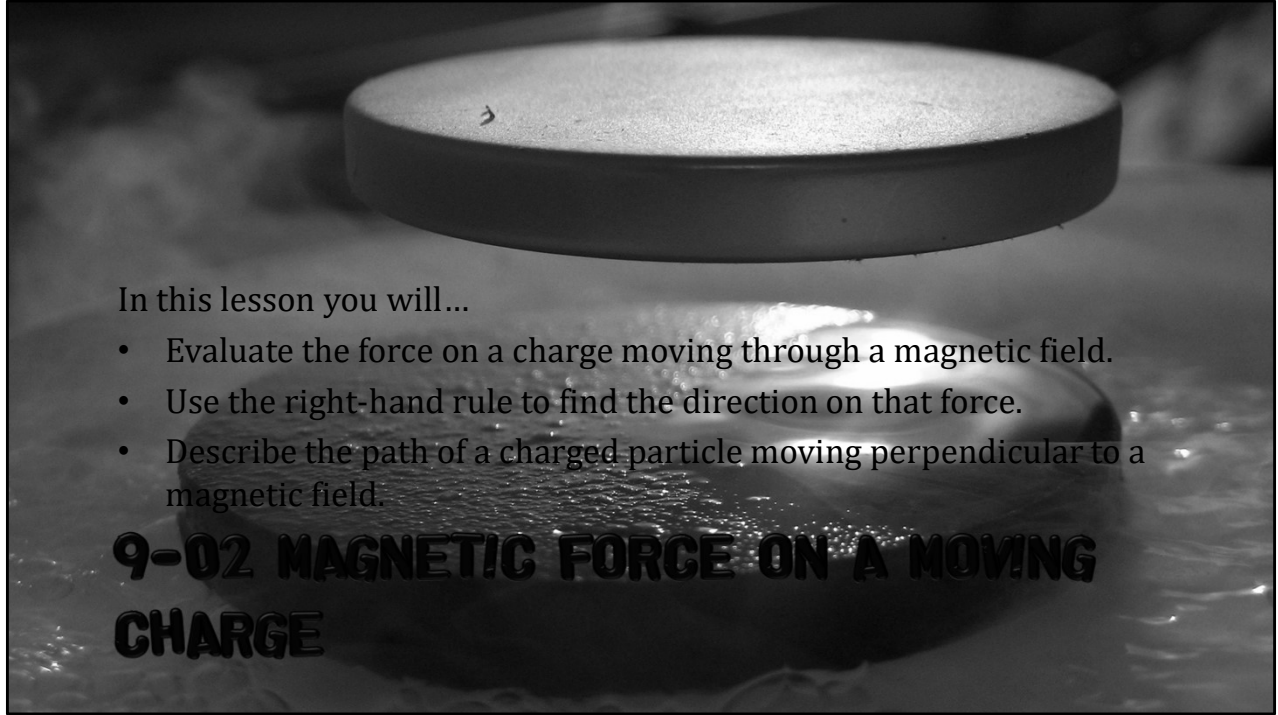 In this lesson you will…
• Evaluate the force on a charge moving through a magnetic field.
• Use the right-hand rule to find the direction on that force.
• Describe the path of a charged particle moving perpendicular to a
magnetic field.
9-02 MAGNETIC FORCE ON A MOVING
CHARGE